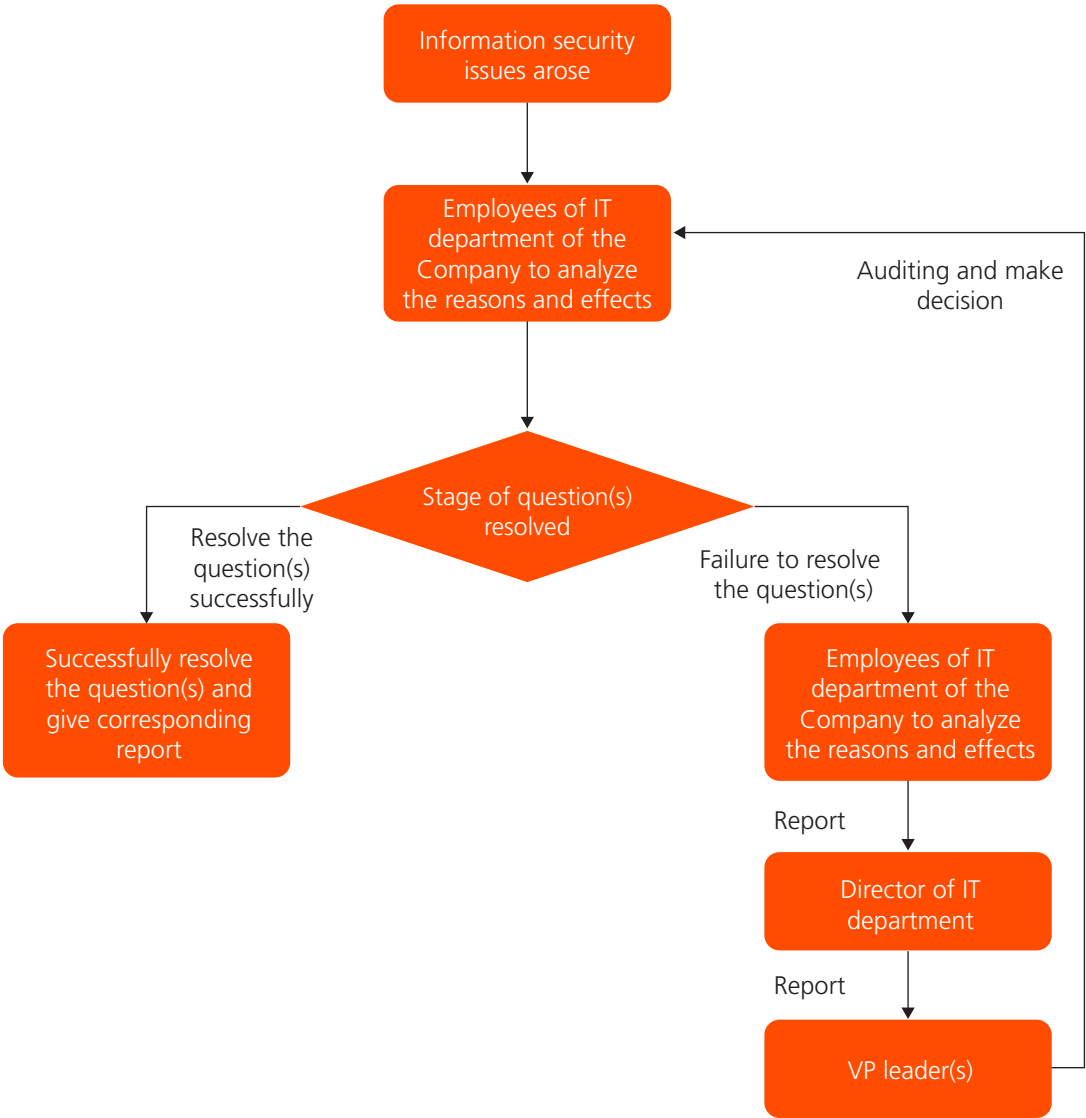 Information security
issues arose
Employees of IT
department of the
Company to analyze
the reasons and effects
Auditing and make
decision
Stage of question(s)
resolved
Resolve the
question(s)
successfully
Failure to resolve
the question(s)
Successfully resolve
the question(s) and
give corresponding
report
Employees of IT
department of the
Company to analyze
the reasons and effects
Report
Director of IT
department
Report
VP leader(s)